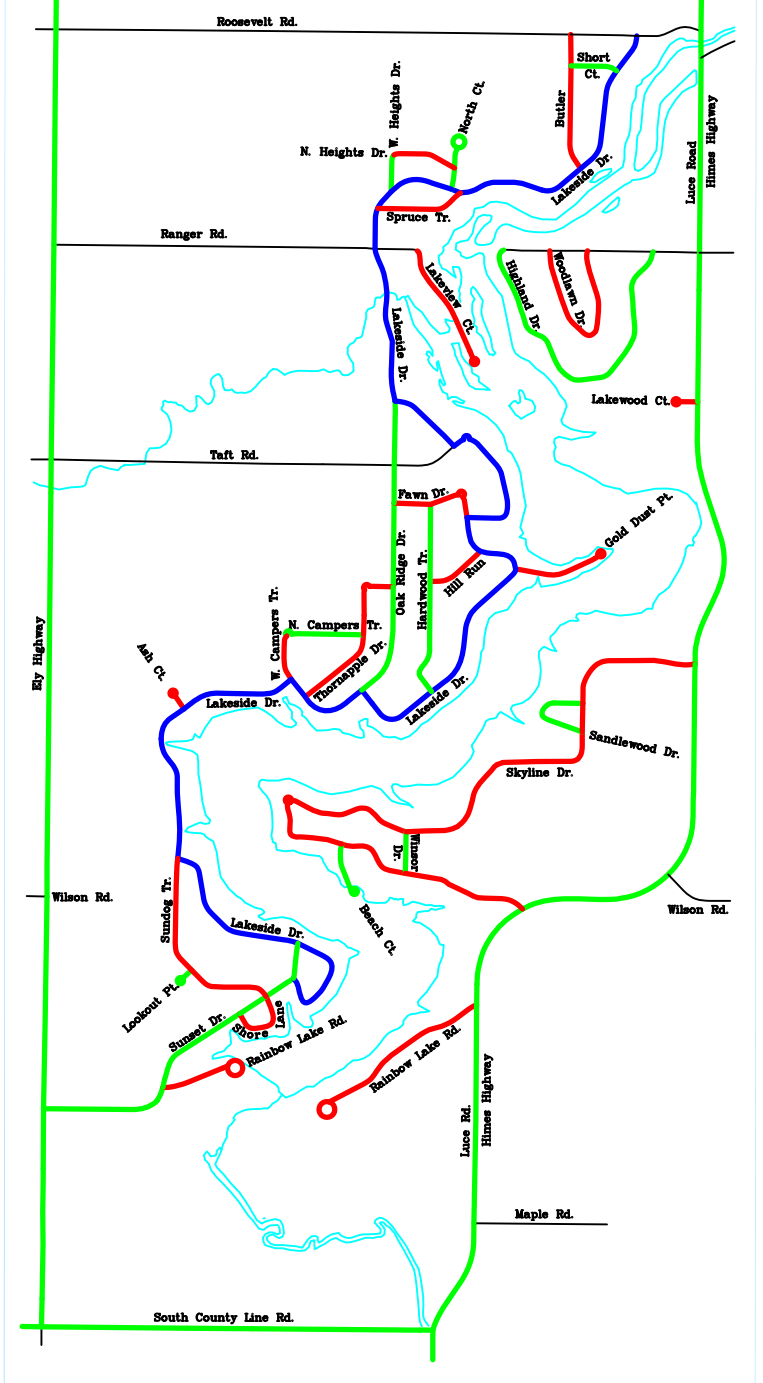 Roosevelt Rd.
Short
Ct.
W. Heights Dr.
North Ct.
Butler
Luce Road
Himes Highway
N. Heights Dr.
Lakeside Dr.
Spruce Tr.
Ranger Rd.
Lakeview Ct.
Highland Dr.
Woodlawn Dr.
Lakeside Dr.
Lakewood Ct.
Taft Rd.
Fawn Dr.
Gold Dust Pt.
Oak Ridge Dr.
Hardwood Tr.
Hill Run
W. Campers Tr.
N. Campers Tr.
Ely Highway
Ash Ct.
Thornapple Dr.
Lakeside Dr.
Lakeside Dr.
Sandlewood Dr.
Skyline Dr.
Winsor
Dr.
Wilson Rd.
Sundog Tr.
Lakeside Dr.
Beach Ct.
Wilson Rd.
Lookout Pt.
Sunset Dr.
Shore Lane
Rainbow Lake Rd.
Rainbow Lake Rd.
Luce Rd.
Himes Highway
Maple Rd.
South County Line Rd.